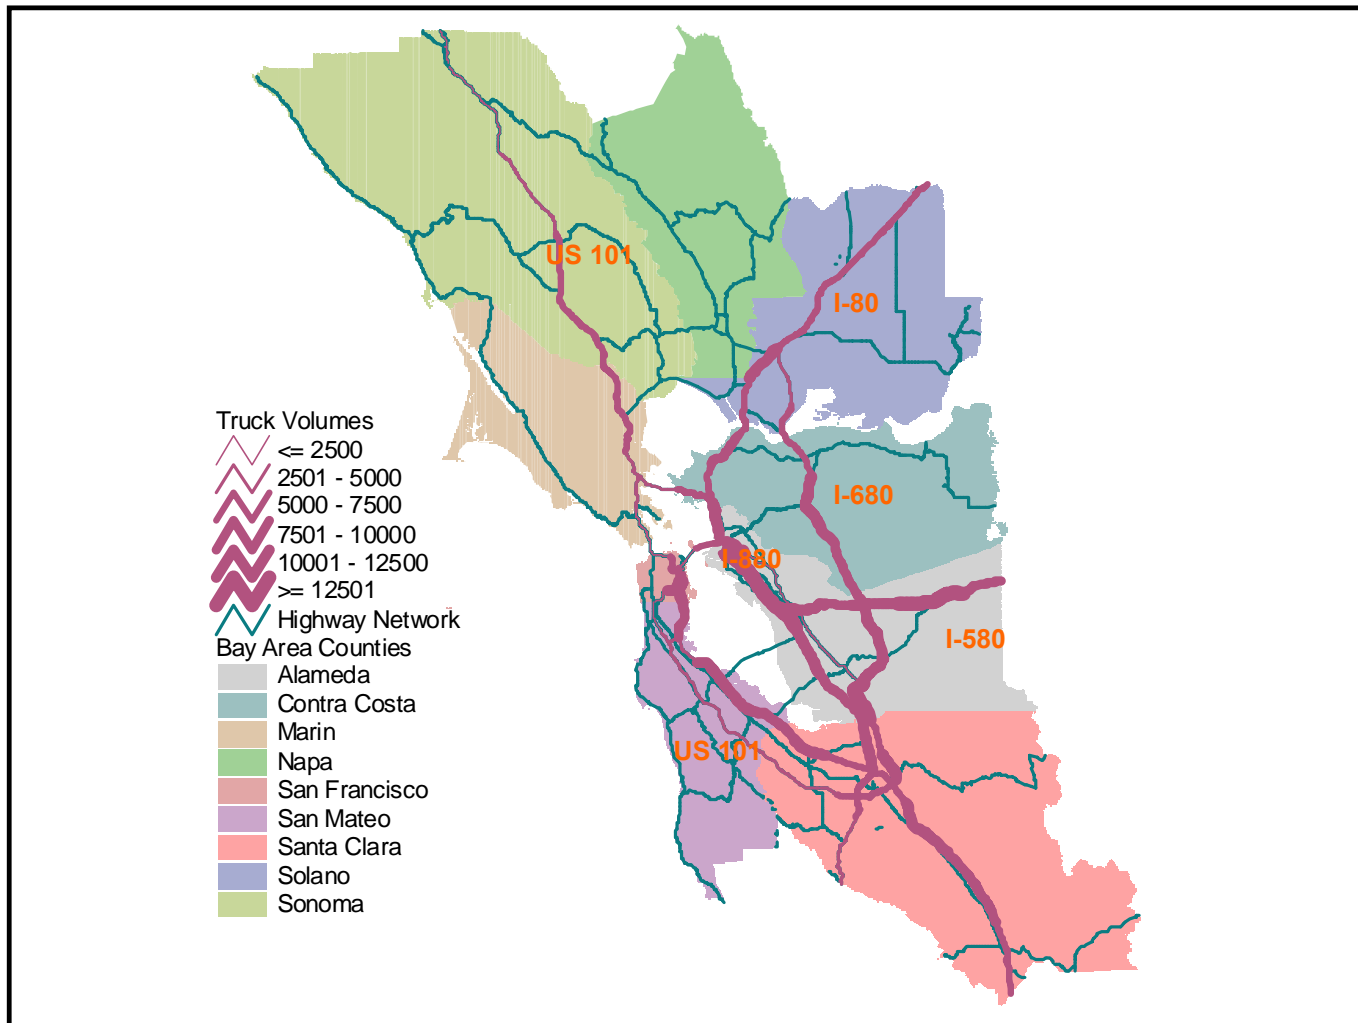 US 101
I-80
Truck Volumes
<= 2500
2501 - 5000
5000 - 7500
7501 - 10000
10001 - 12500
>= 12501
Highway Network
Bay Area Counties
Alameda
Contra Costa
Marin
Napa
San Francisco
San Mateo
Santa Clara
Solano
Sonoma
I-680
I-880
I-580
US 101